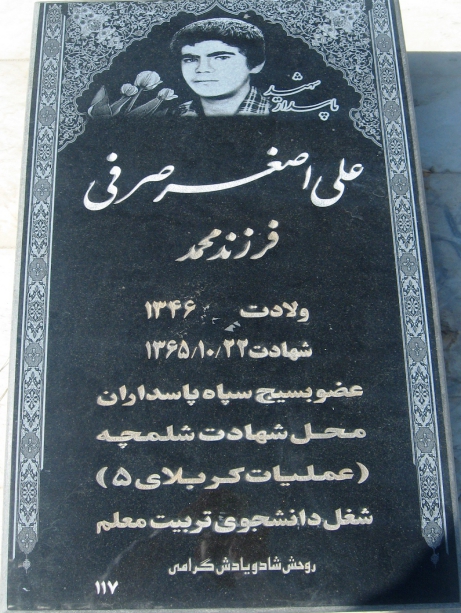 شهید
پاسدار
علی اصغر صرفی
فرزند محمد
ولادت ۱۳۴۶
شهادت ۱۳۶۵/۱۰/۲۲
عضو بسیج سپاه پاسداران
محل شهادت شلمچه
(عملیات کربلای ۵)
شغل دانشجوی تربیت معلم
روحش شاد و یادش گرامی
۱۱۷